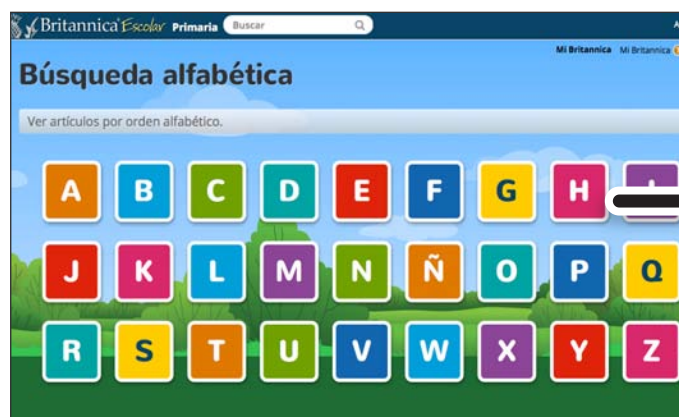 Britannica Escolar Primaria Buscar
Mi Britannica Mi Britannica
Búsqueda alfabética
Ver artículos por orden alfabético.
A B C D E F G H
J K L M N Ñ O P Q
R S T U V W X Y Z